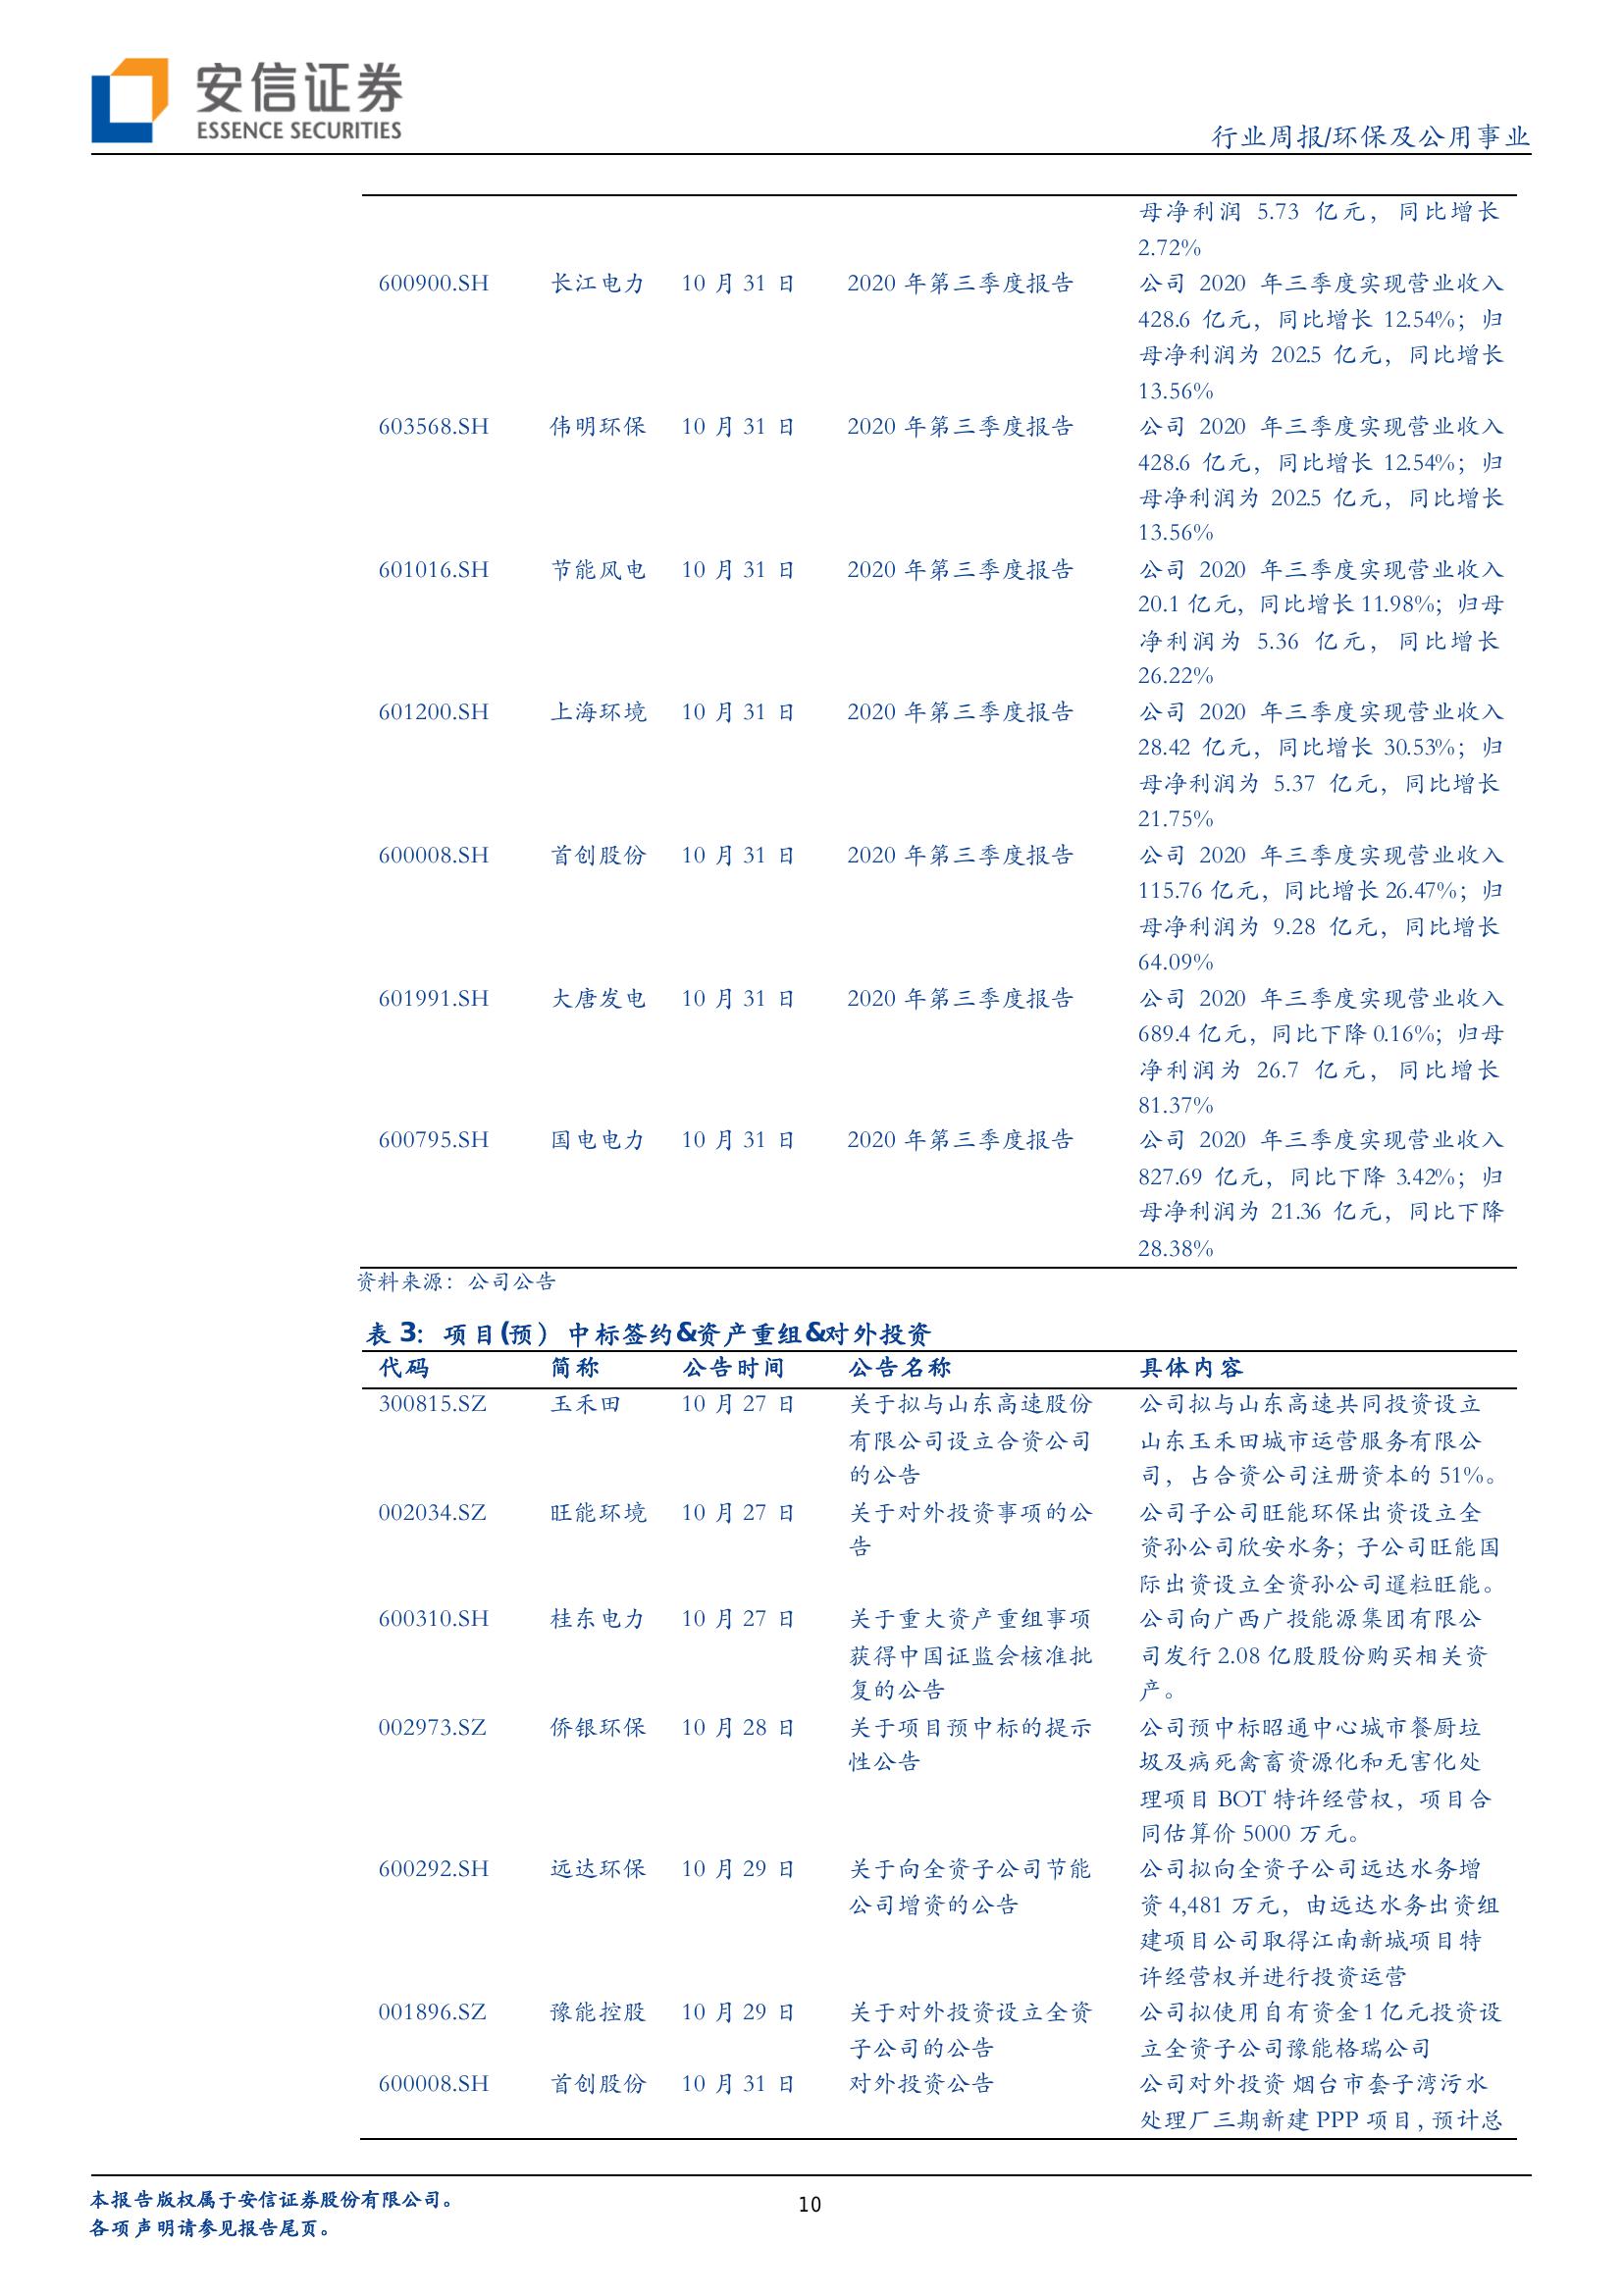 安信证券
ESSENCE SECURITIES
行业周报/环保及公用事业
母净利润 5.73 亿元，同比增长
2.72%
600900.SH 长江电力 10 月 31 日 2020 年第三季度报告 公司 2020 年三季度实现营业收入
428.6 亿元，同比增长 12.54%；归
母净利润为 202.5 亿元，同比增长
13.56%
603568.SH 伟明环保 10 月 31 日 2020 年第三季度报告 公司 2020 年三季度实现营业收入
428.6 亿元，同比增长 12.54%；归
母净利润为 202.5 亿元，同比增长
13.56%
601016.SH 节能风电 10 月 31 日 2020 年第三季度报告 公司 2020 年三季度实现营业收入
20.1 亿元，同比增长 11.98%；归母
净利润为 5.36 亿元，同比增长
26.22%
601200.SH 上海环境 10 月 31 日 2020 年第三季度报告 公司 2020 年三季度实现营业收入
28.42 亿元，同比增长 30.53%；归
母净利润为 5.37 亿元，同比增长
21.75%
600008.SH 首创股份 10 月 31 日 2020 年第三季度报告 公司 2020 年三季度实现营业收入
115.76 亿元，同比增长 26.47%；归
母净利润为 9.28 亿元，同比增长
64.09%
601991.SH 大唐发电 10 月 31 日 2020 年第三季度报告 公司 2020 年三季度实现营业收入
689.4 亿元，同比下降 0.16%；归母
净利润为 26.7 亿元，同比增长
81.37%
600795.SH 国电电力 10 月 31 日 2020 年第三季度报告 公司 2020 年三季度实现营业收入
827.69 亿元，同比下降 3.42%；归
母净利润为 21.36 亿元，同比下降
28.38%
资料来源：公司公告
表 3：项目(预）中标签约&资产重组&对外投资
代码 简称 公告时间 公告名称 具体内容
300815.SZ 玉禾田 10 月 27 日 关于拟与山东高速股份 公司拟与山东高速共同投资设立
有限公司设立合资公司 山东玉禾田城市运营服务有限公
的公告 司，占合资公司注册资本的 51%。
002034.SZ 旺能环境 10 月 27 日 关于对外投资事项的公 公司子公司旺能环保出资设立全
告 资孙公司欣安水务；子公司旺能国
际出资设立全资孙公司暹粒旺能。
600310.SH 桂东电力 10 月 27 日 关于重大资产重组事项 公司向广西广投能源集团有限公
获得中国证监会核准批 司发行 2.08 亿股股份购买相关资
复的公告 产。
002973.SZ 侨银环保 10 月 28 日 关于项目预中标的提示 公司预中标昭通中心城市餐厨垃
性公告 圾及病死禽畜资源化和无害化处
理项目 BOT 特许经营权，项目合
同估算价 5000 万元。
600292.SH 远达环保 10 月 29 日 关于向全资子公司节能 公司拟向全资子公司远达水务增
公司增资的公告 资 4,481 万元，由远达水务出资组
建项目公司取得江南新城项目特
许经营权并进行投资运营
001896.SZ 豫能控股 10 月 29 日 关于对外投资设立全资 公司拟使用自有资金 1 亿元投资设
子公司的公告 立全资子公司豫能格瑞公司
600008.SH 首创股份 10 月 31 日 对外投资公告 公司对外投资 烟台市套子湾污水
处理厂三期新建 PPP 项目，预计总
本报告版权属于安信证券股份有限公司。
各项声明请参见报告尾页。
10